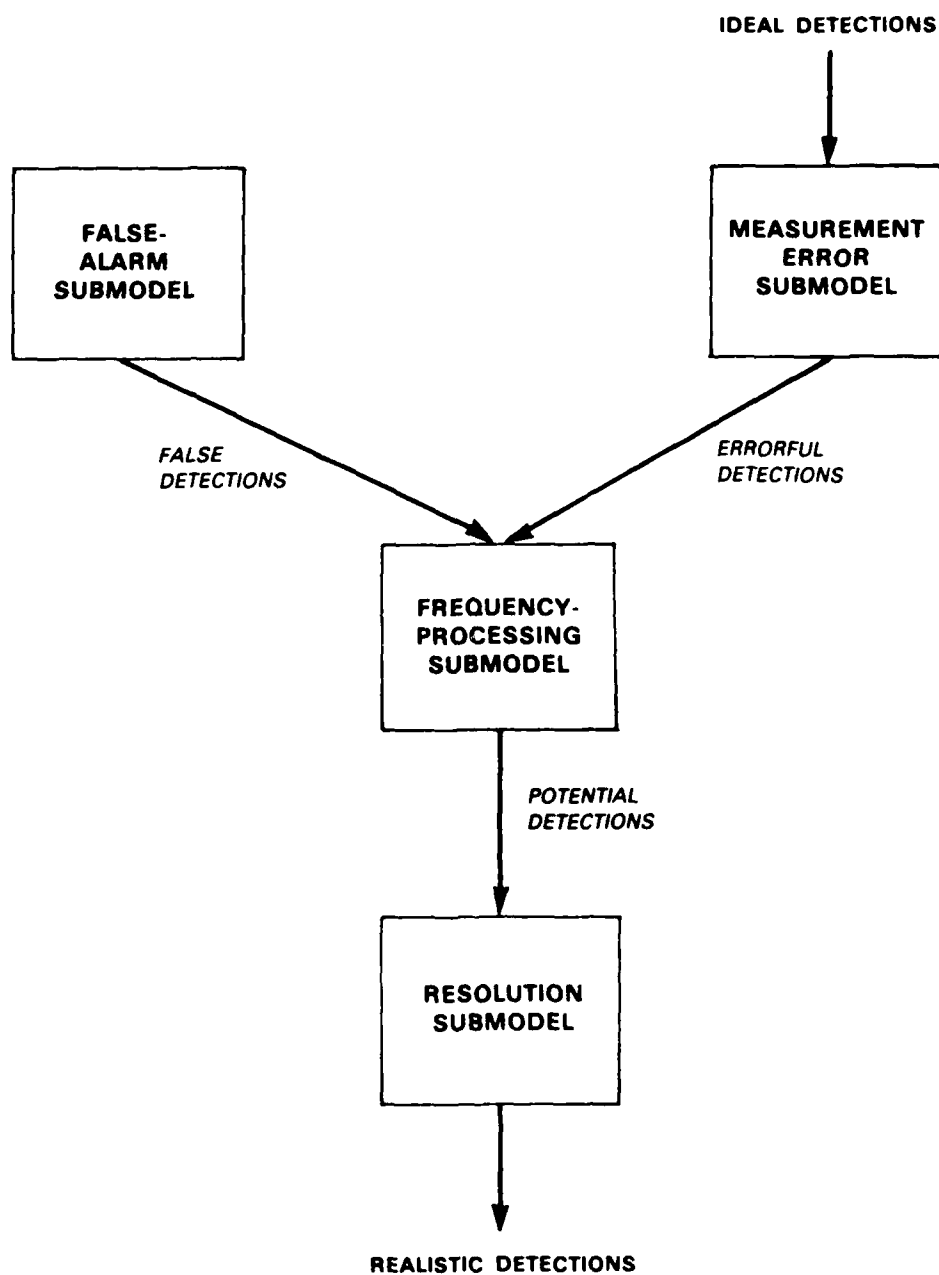 IDEAL DETECTIONS
FALSE-
ALARM
SUBMODEL
MEASUREMENT
ERROR
SUBMODEL
FALSE
DETECTIONS
ERRORFUL
DETECTIONS
FREQUENCY-
PROCESSING
SUBMODEL
POTENTIAL
DETECTIONS
RESOLUTION
SUBMODEL
REALISTIC DETECTIONS